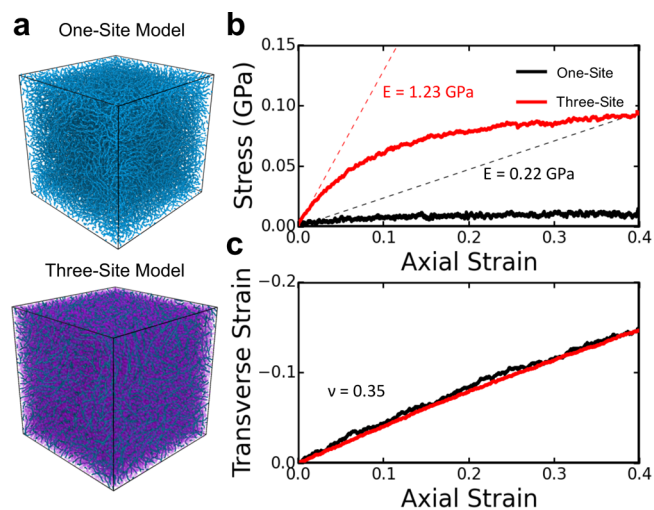 a
One-Site Model
Three-Site Model
b
0.15
0.10
0.05
0.00
Stress (GPa)
E = 1.23 GPa
One-Site
Three-Site
E = 0.22 GPa
0.0 0.1 0.2 0.3 0.4
Axial Strain
c
−0.2
−0.1
0.0
Transverse Strain
ν = 0.35
0.0 0.1 0.2 0.3 0.4
Axial Strain